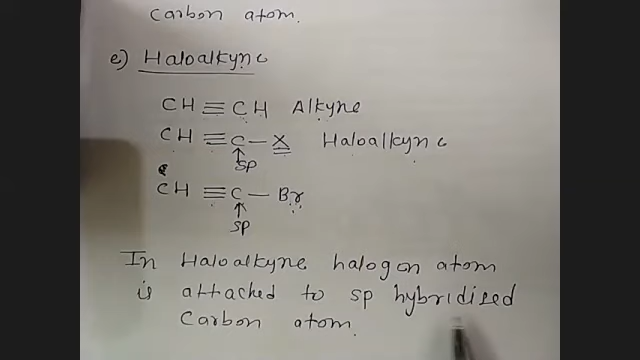 carbon atom.
e) Haloalkyne
CH ≡ CH Alkyne
CH ≡ C — X Haloalkyne
sp
CH ≡ C — Br
sp
In Haloalkyne halogon atom
is attached to sp hybridised
carbon atom.